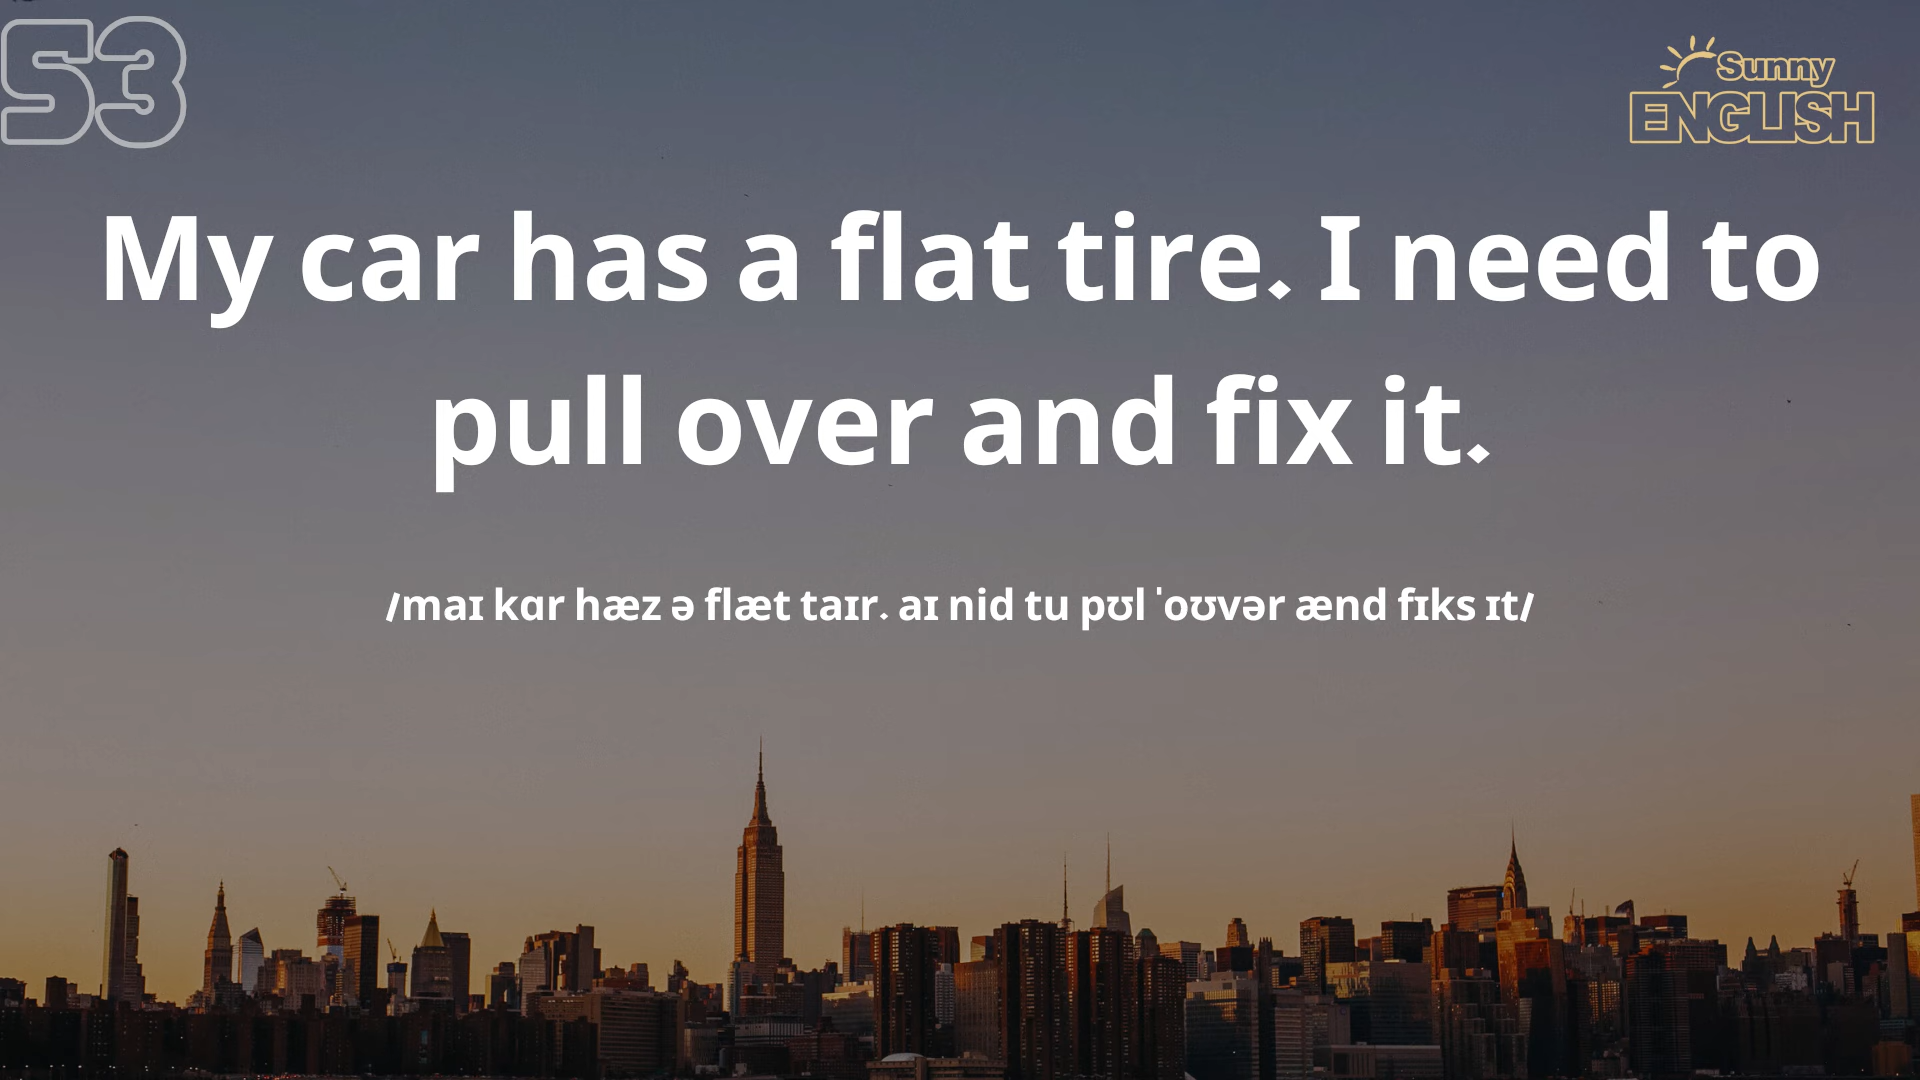 53
Sunny
ENGLISH
My car has a flat tire. I need to
pull over and fix it.
/maɪ kɑr hæz ə flæt taɪr. aɪ nid tu pʊl ˈoʊvər ænd fɪks ɪt/